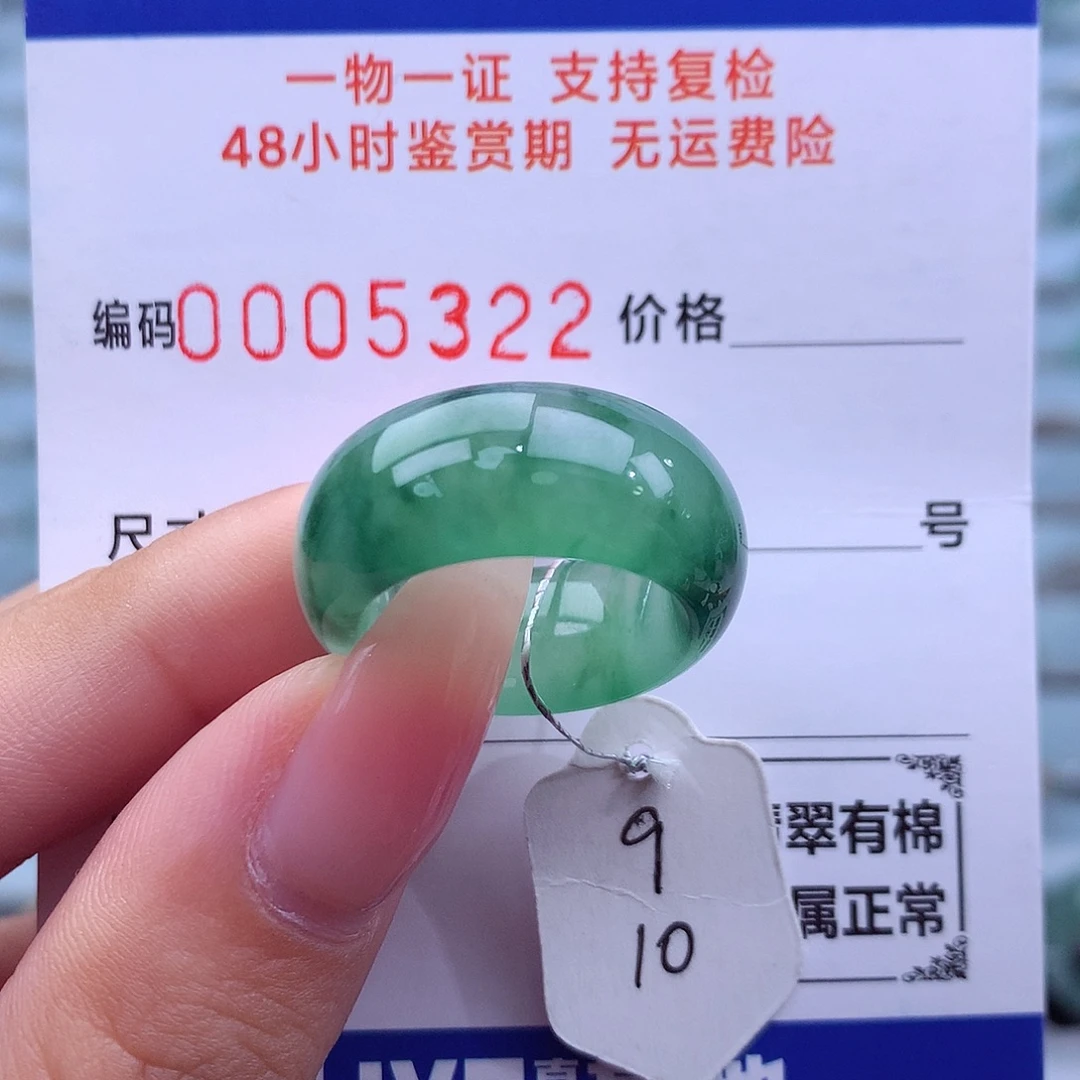 一物一证 支持复检
48小时鉴赏期 无运费险
编码0005322 价格
尺寸 号
翠有棉
属正常
9
10